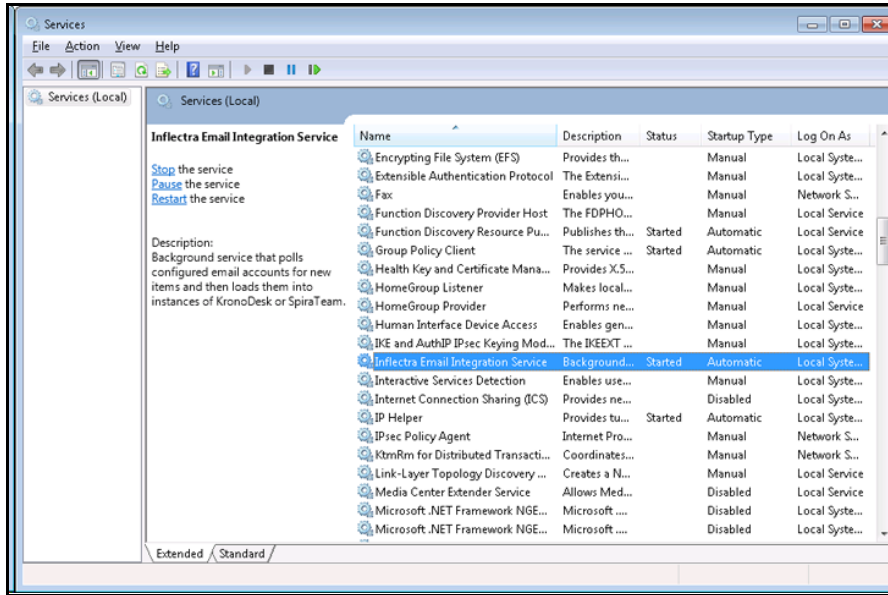 Services
File Action View Help
Services (Local)
Services (Local)
Inflectra Email Integration Service
Stop the service
Pause the service
Restart the service
Description:
Background service that polls
configured email accounts for new
items and then loads them into
instances of KronoDesk or SpiraTeam.
Name Description Status Startup Type Log On As
Encrypting File System (EFS) Provides th... Manual Local Syste...
Extensible Authentication Protocol The Extensi... Manual Local Syste...
Fax Enables you... Manual Network S...
Function Discovery Provider Host The FDPHO... Manual Local Service
Function Discovery Resource Pu... Publishes th... Started Automatic Local Service
Group Policy Client The service ... Started Automatic Local Syste...
Health Key and Certificate Mana... Provides X.5... Manual Local Syste...
HomeGroup Listener Makes local... Manual Local Syste...
HomeGroup Provider Performs ne... Manual Local Service
Human Interface Device Access Enables gen... Manual Local Syste...
IKE and AuthIP IPsec Keying Mod... The IKEEXT ... Manual Local Syste...
Inflectra Email Integration Service Background... Started Automatic Local Syste...
Interactive Services Detection Enables use... Manual Local Syste...
Internet Connection Sharing (ICS) Provides ne... Disabled Local Syste...
IP Helper Provides tu... Started Automatic Local Syste...
IPsec Policy Agent Internet Pro... Manual Network S...
KtmRm for Distributed Transacti... Coordinates... Manual Network S...
Link-Layer Topology Discovery ... Creates a N... Manual Local Service
Media Center Extender Service Allows Med... Disabled Local Service
Microsoft .NET Framework NGE... Microsoft .... Disabled Local Syste...
Microsoft .NET Framework NGE... Microsoft .... Disabled Local Syste...
Extended Standard